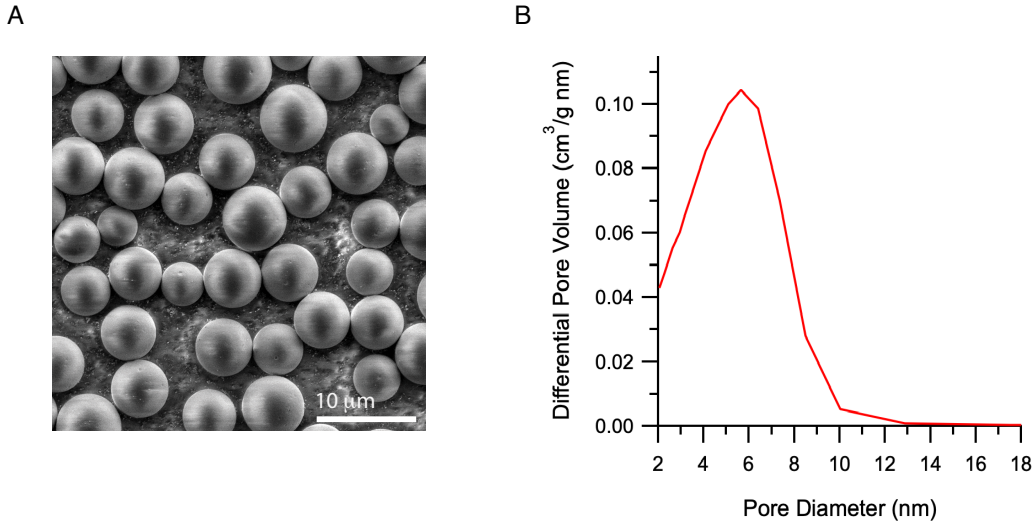 A
10 μm
B
Differential Pore Volume (cm³/g nm)
0.10
0.08
0.06
0.04
0.02
0.00
2 4 6 8 10 12 14 16 18
Pore Diameter (nm)